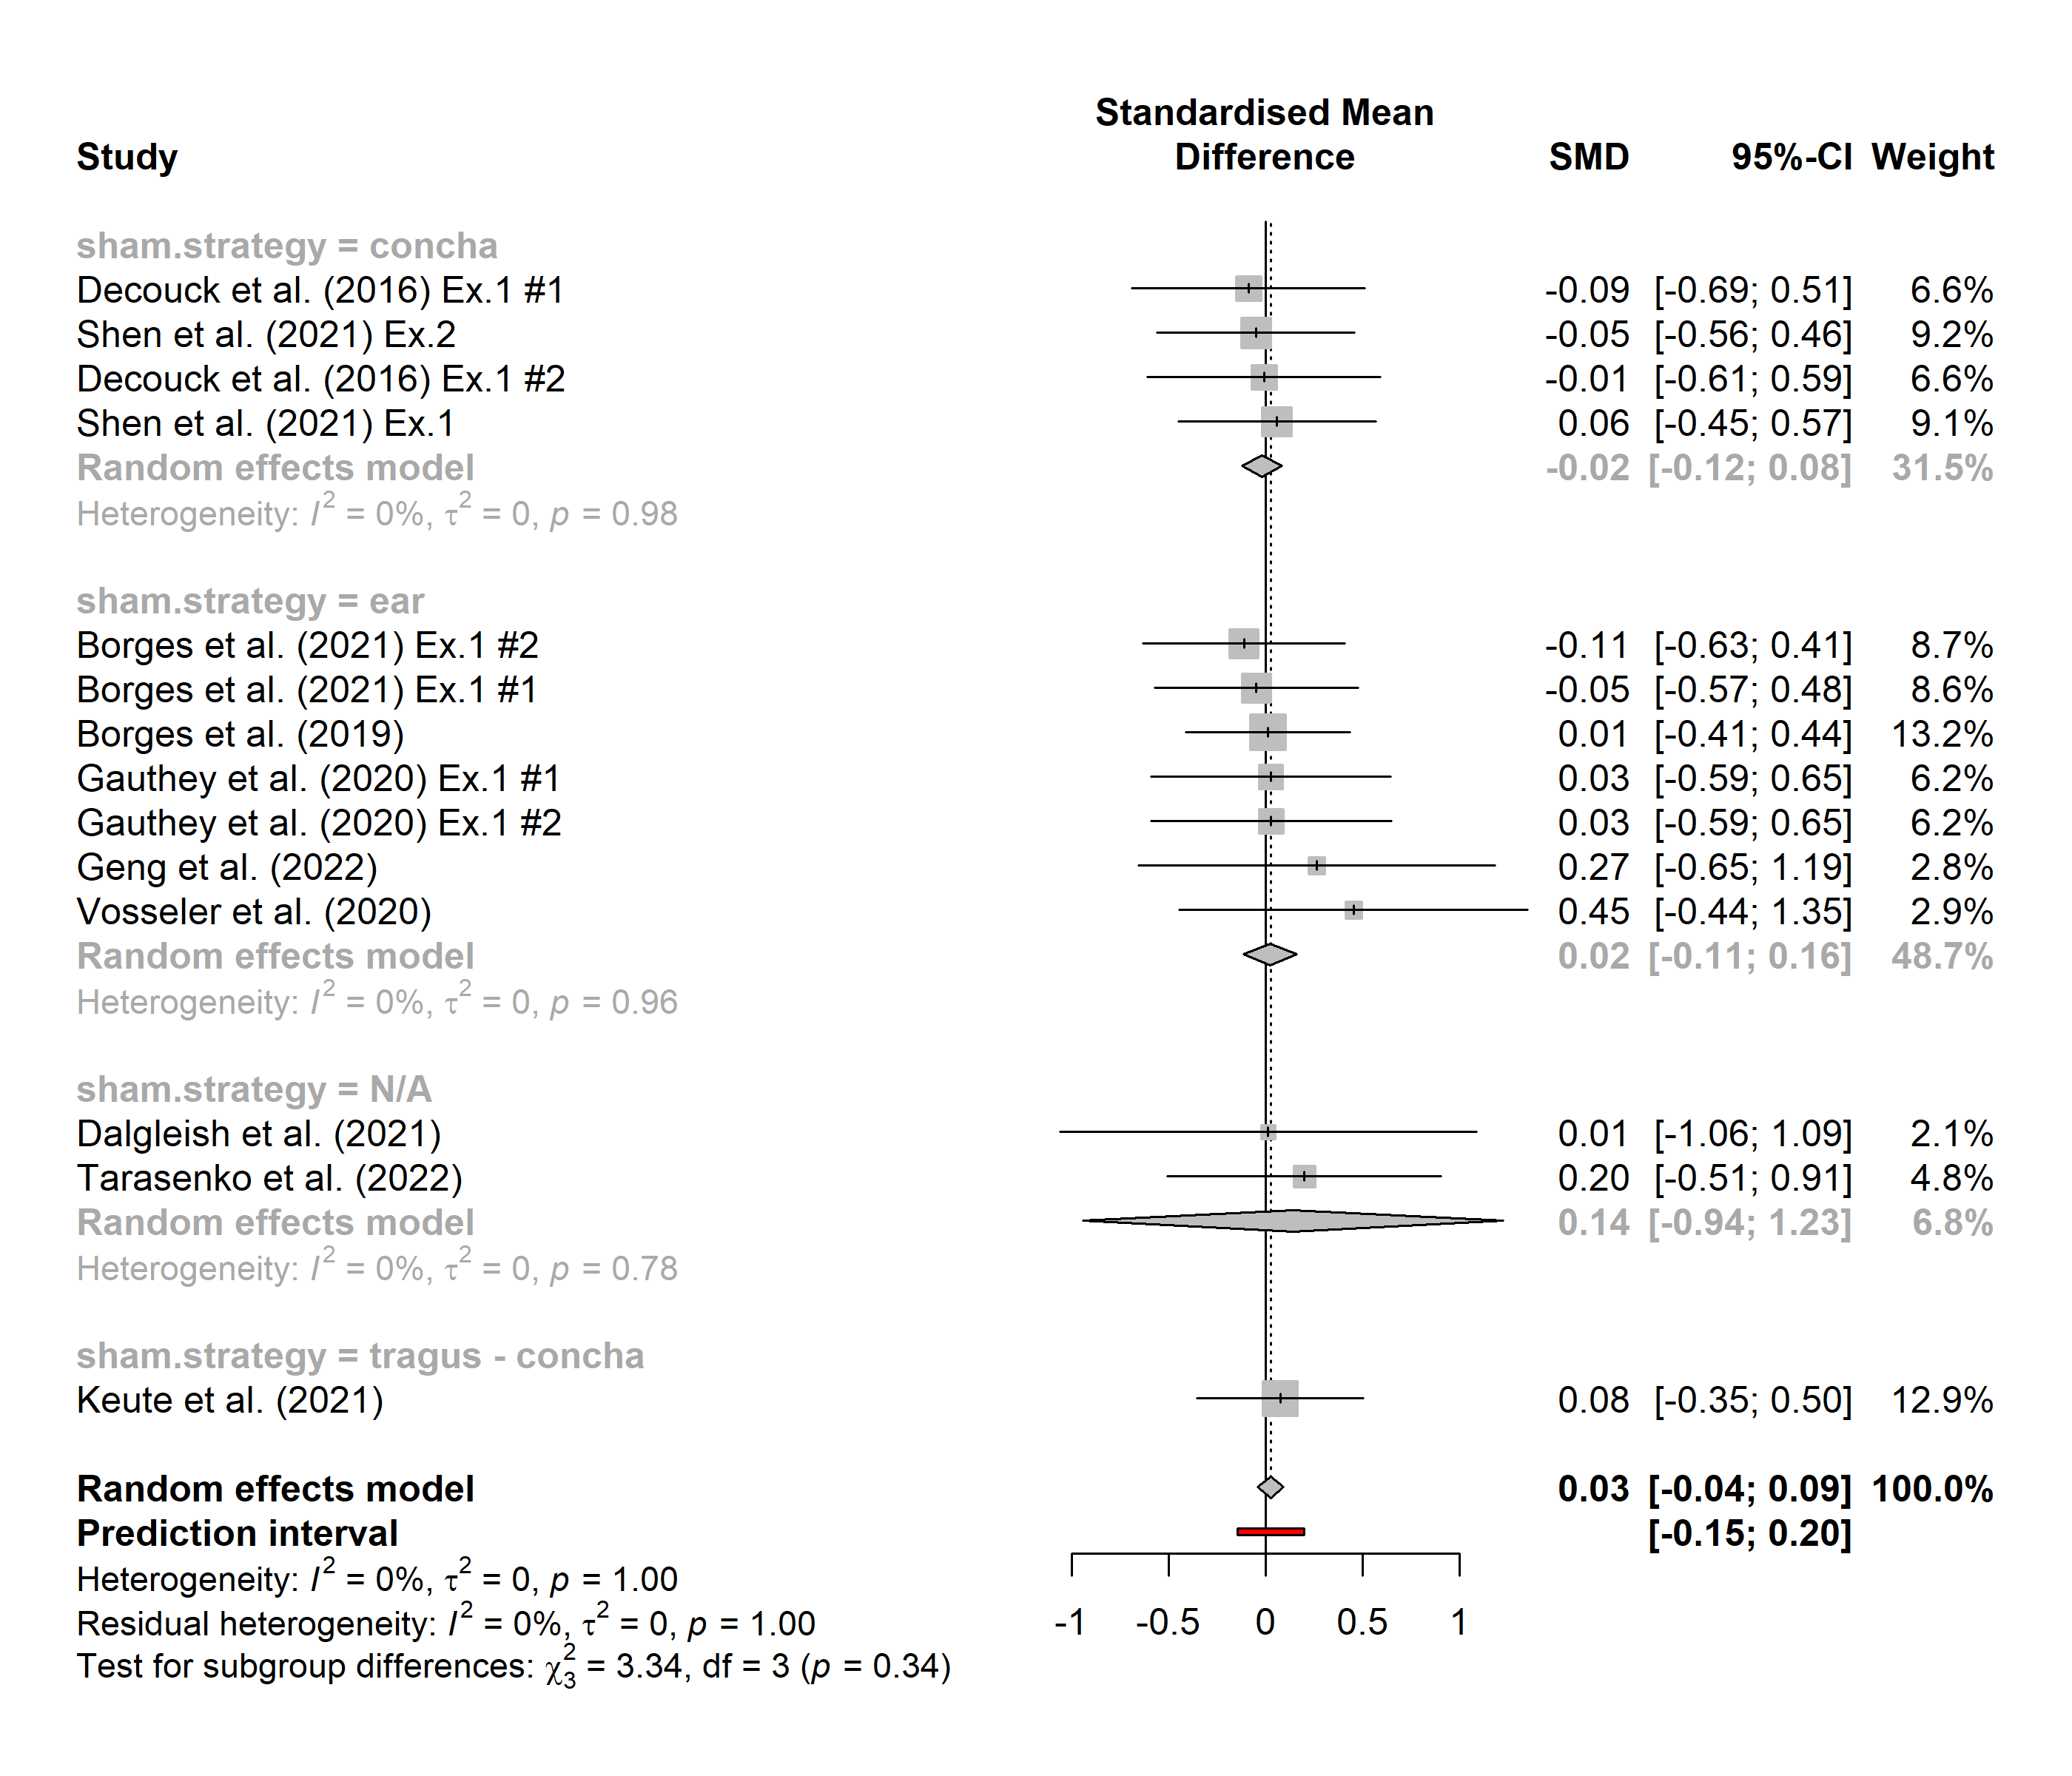 Standardised Mean
Study Difference SMD 95%-CI Weight
sham.strategy = concha
Decouck et al. (2016) Ex.1 #1 -0.09 [-0.69; 0.51] 6.6%
Shen et al. (2021) Ex.2 -0.05 [-0.56; 0.46] 9.2%
Decouck et al. (2016) Ex.1 #2 -0.01 [-0.61; 0.59] 6.6%
Shen et al. (2021) Ex.1 0.06 [-0.45; 0.57] 9.1%
Random effects model -0.02 [-0.12; 0.08] 31.5%
Heterogeneity: I² = 0%, τ² = 0, p = 0.98
sham.strategy = ear
Borges et al. (2021) Ex.1 #2 -0.11 [-0.63; 0.41] 8.7%
Borges et al. (2021) Ex.1 #1 -0.05 [-0.57; 0.48] 8.6%
Borges et al. (2019) 0.01 [-0.41; 0.44] 13.2%
Gauthey et al. (2020) Ex.1 #1 0.03 [-0.59; 0.65] 6.2%
Gauthey et al. (2020) Ex.1 #2 0.03 [-0.59; 0.65] 6.2%
Geng et al. (2022) 0.27 [-0.65; 1.19] 2.8%
Vosseler et al. (2020) 0.45 [-0.44; 1.35] 2.9%
Random effects model 0.02 [-0.11; 0.16] 48.7%
Heterogeneity: I² = 0%, τ² = 0, p = 0.96
sham.strategy = N/A
Dalgleish et al. (2021) 0.01 [-1.06; 1.09] 2.1%
Tarasenko et al. (2022) 0.20 [-0.51; 0.91] 4.8%
Random effects model 0.14 [-0.94; 1.23] 6.8%
Heterogeneity: I² = 0%, τ² = 0, p = 0.78
sham.strategy = tragus - concha
Keute et al. (2021) 0.08 [-0.35; 0.50] 12.9%
Random effects model 0.03 [-0.04; 0.09] 100.0%
Prediction interval [-0.15; 0.20]
Heterogeneity: I² = 0%, τ² = 0, p = 1.00
Residual heterogeneity: I² = 0%, τ² = 0, p = 1.00
-1 -0.5 0 0.5 1
Test for subgroup differences: χ²₃ = 3.34, df = 3 (p = 0.34)